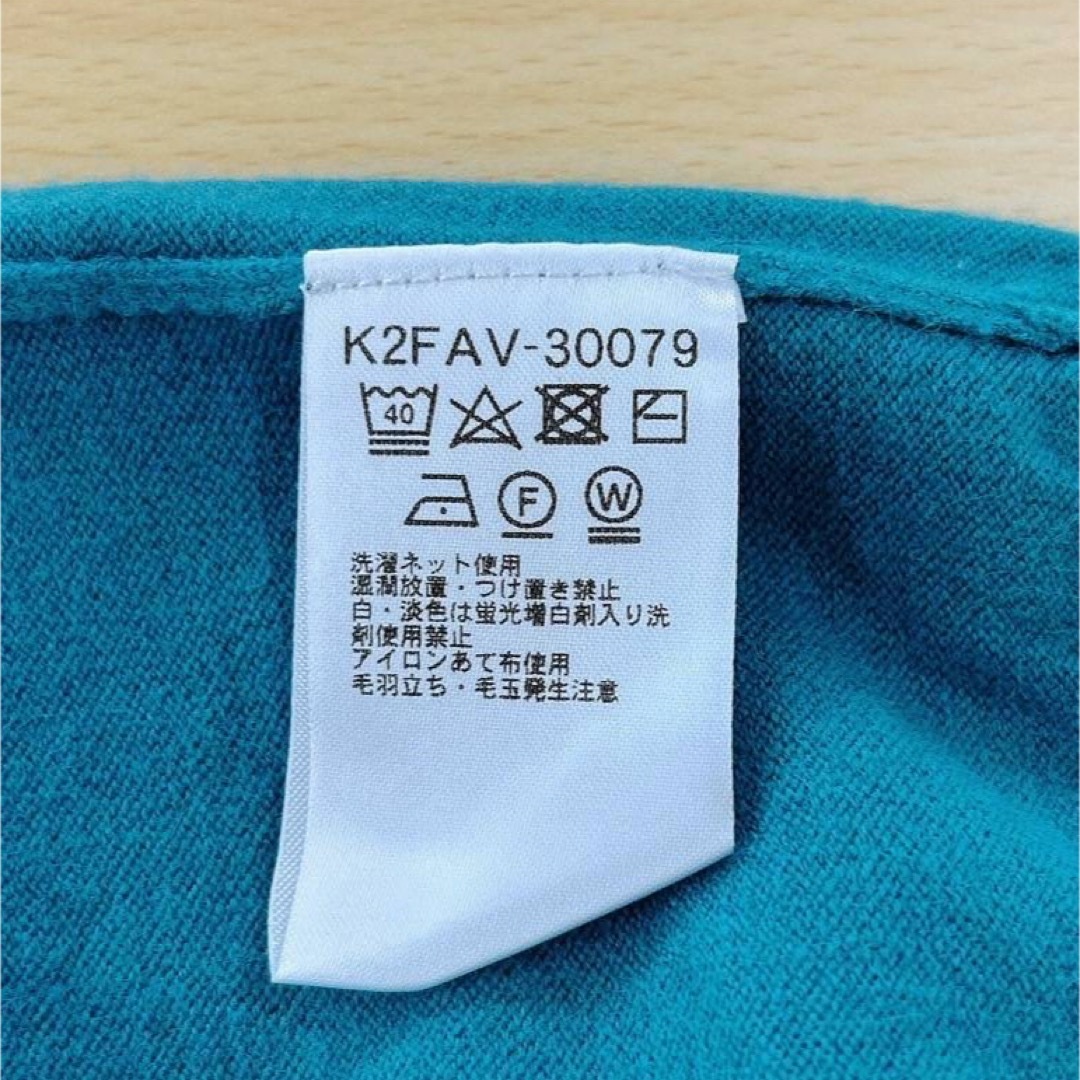 K2FAV-30079
40
F W
洗濯ネット使用
湿潤放置・つけ置き禁止
白・淡色は蛍光増白剤入り洗
剤使用禁止
アイロンあて布使用
毛羽立ち・毛玉発生注意